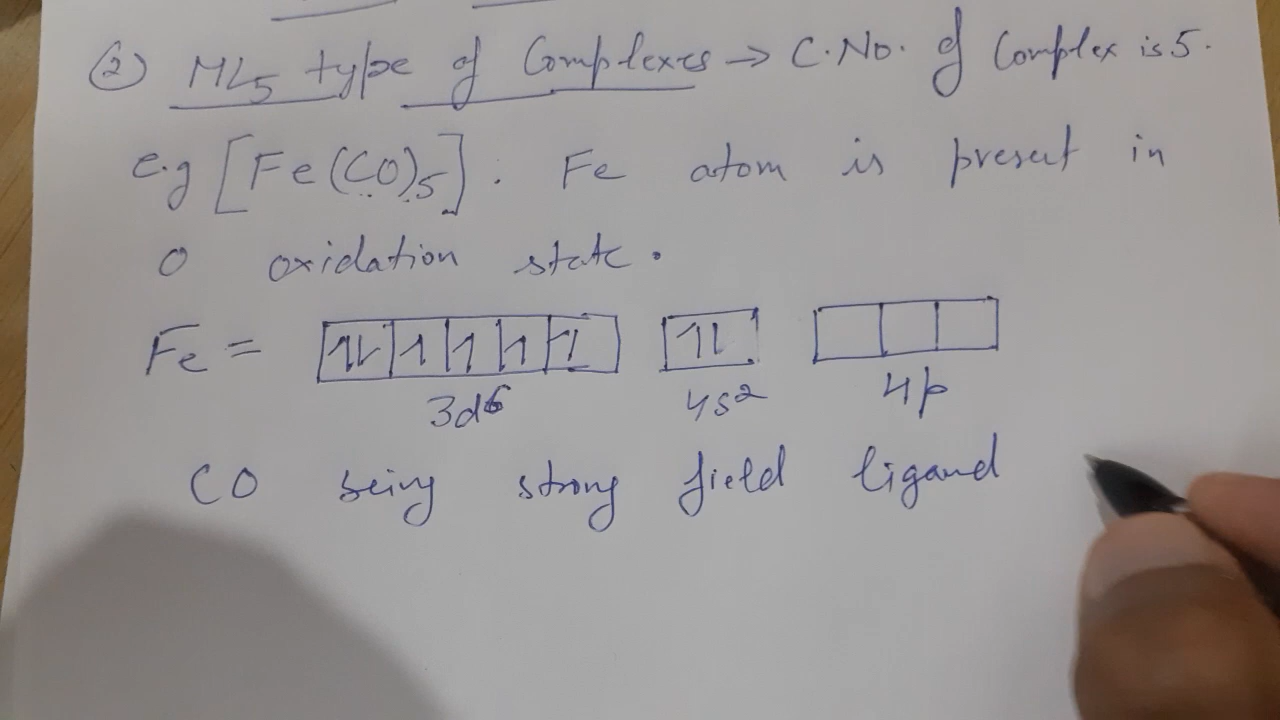 ② ML5 type of Complexes → C.No. of Complex is 5.
e.g [Fe(CO)5]. Fe atom is present in
0 oxidation state.
Fe = 1L 1 1 1 1 1L
3d6 4s2 4p
CO being strong field ligand